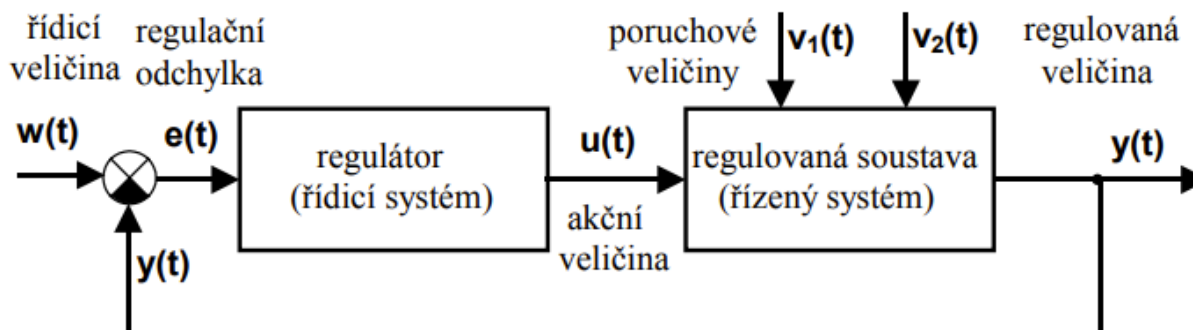 řídicí
veličina
regulační
odchylka
poruchové
veličiny
v₁(t)
v₂(t)
regulovaná
veličina
w(t)
e(t)
regulátor
(řídicí systém)
u(t)
akční
veličina
regulovaná soustava
(řízený systém)
y(t)
y(t)